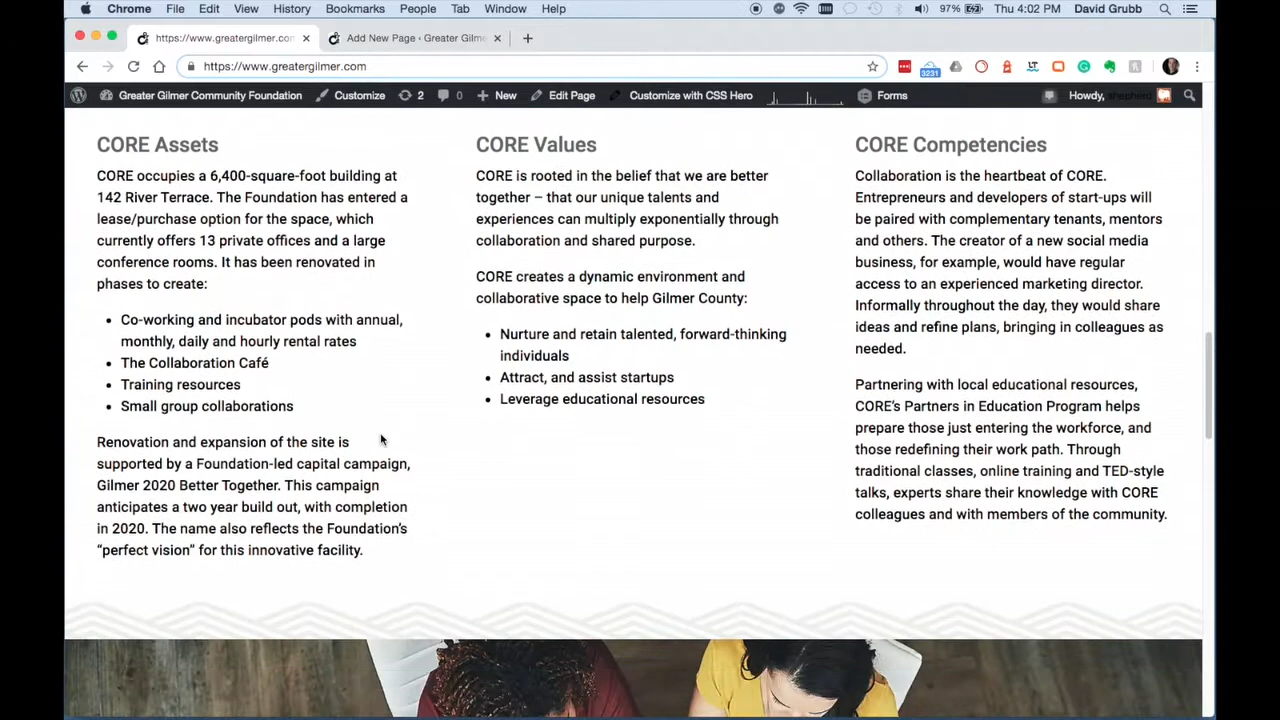 Chrome File Edit View History Bookmarks People Tab Window Help 97% Thu 4:02 PM David Grubb
https://www.greatergilmer.con Add New Page ‹ Greater Gilme
https://www.greatergilmer.com 3231 LT
Greater Gilmer Community Foundation Customize 2 0 New Edit Page Customize with CSS Hero Forms Howdy, shepherd
CORE Assets
CORE occupies a 6,400-square-foot building at
142 River Terrace. The Foundation has entered a
lease/purchase option for the space, which
currently offers 13 private offices and a large
conference rooms. It has been renovated in
phases to create:
• Co-working and incubator pods with annual,
monthly, daily and hourly rental rates
• The Collaboration Café
• Training resources
• Small group collaborations
Renovation and expansion of the site is
supported by a Foundation-led capital campaign,
Gilmer 2020 Better Together. This campaign
anticipates a two year build out, with completion
in 2020. The name also reflects the Foundation’s
“perfect vision” for this innovative facility.
CORE Values
CORE is rooted in the belief that we are better
together – that our unique talents and
experiences can multiply exponentially through
collaboration and shared purpose.
CORE creates a dynamic environment and
collaborative space to help Gilmer County:
• Nurture and retain talented, forward-thinking
individuals
• Attract, and assist startups
• Leverage educational resources
CORE Competencies
Collaboration is the heartbeat of CORE.
Entrepreneurs and developers of start-ups will
be paired with complementary tenants, mentors
and others. The creator of a new social media
business, for example, would have regular
access to an experienced marketing director.
Informally throughout the day, they would share
ideas and refine plans, bringing in colleagues as
needed.
Partnering with local educational resources,
CORE’s Partners in Education Program helps
prepare those just entering the workforce, and
those redefining their work path. Through
traditional classes, online training and TED-style
talks, experts share their knowledge with CORE
colleagues and with members of the community.